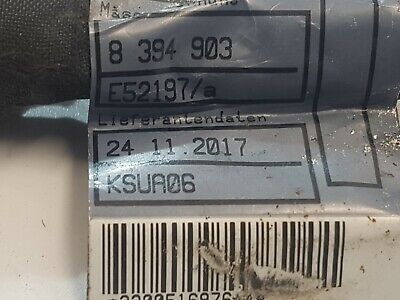 8 394 903
E52197/a
Lieferantendaten
24 11.2017
KSUA06